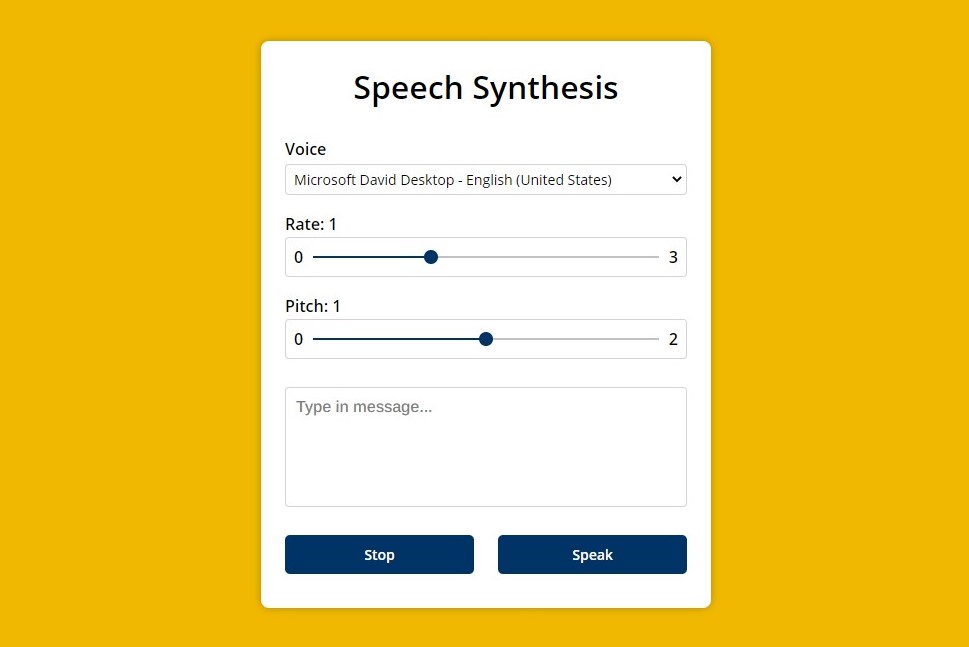 Speech Synthesis
Voice
Microsoft David Desktop - English (United States)
Rate: 1
0 3
Pitch: 1
0 2
Type in message...
Stop Speak